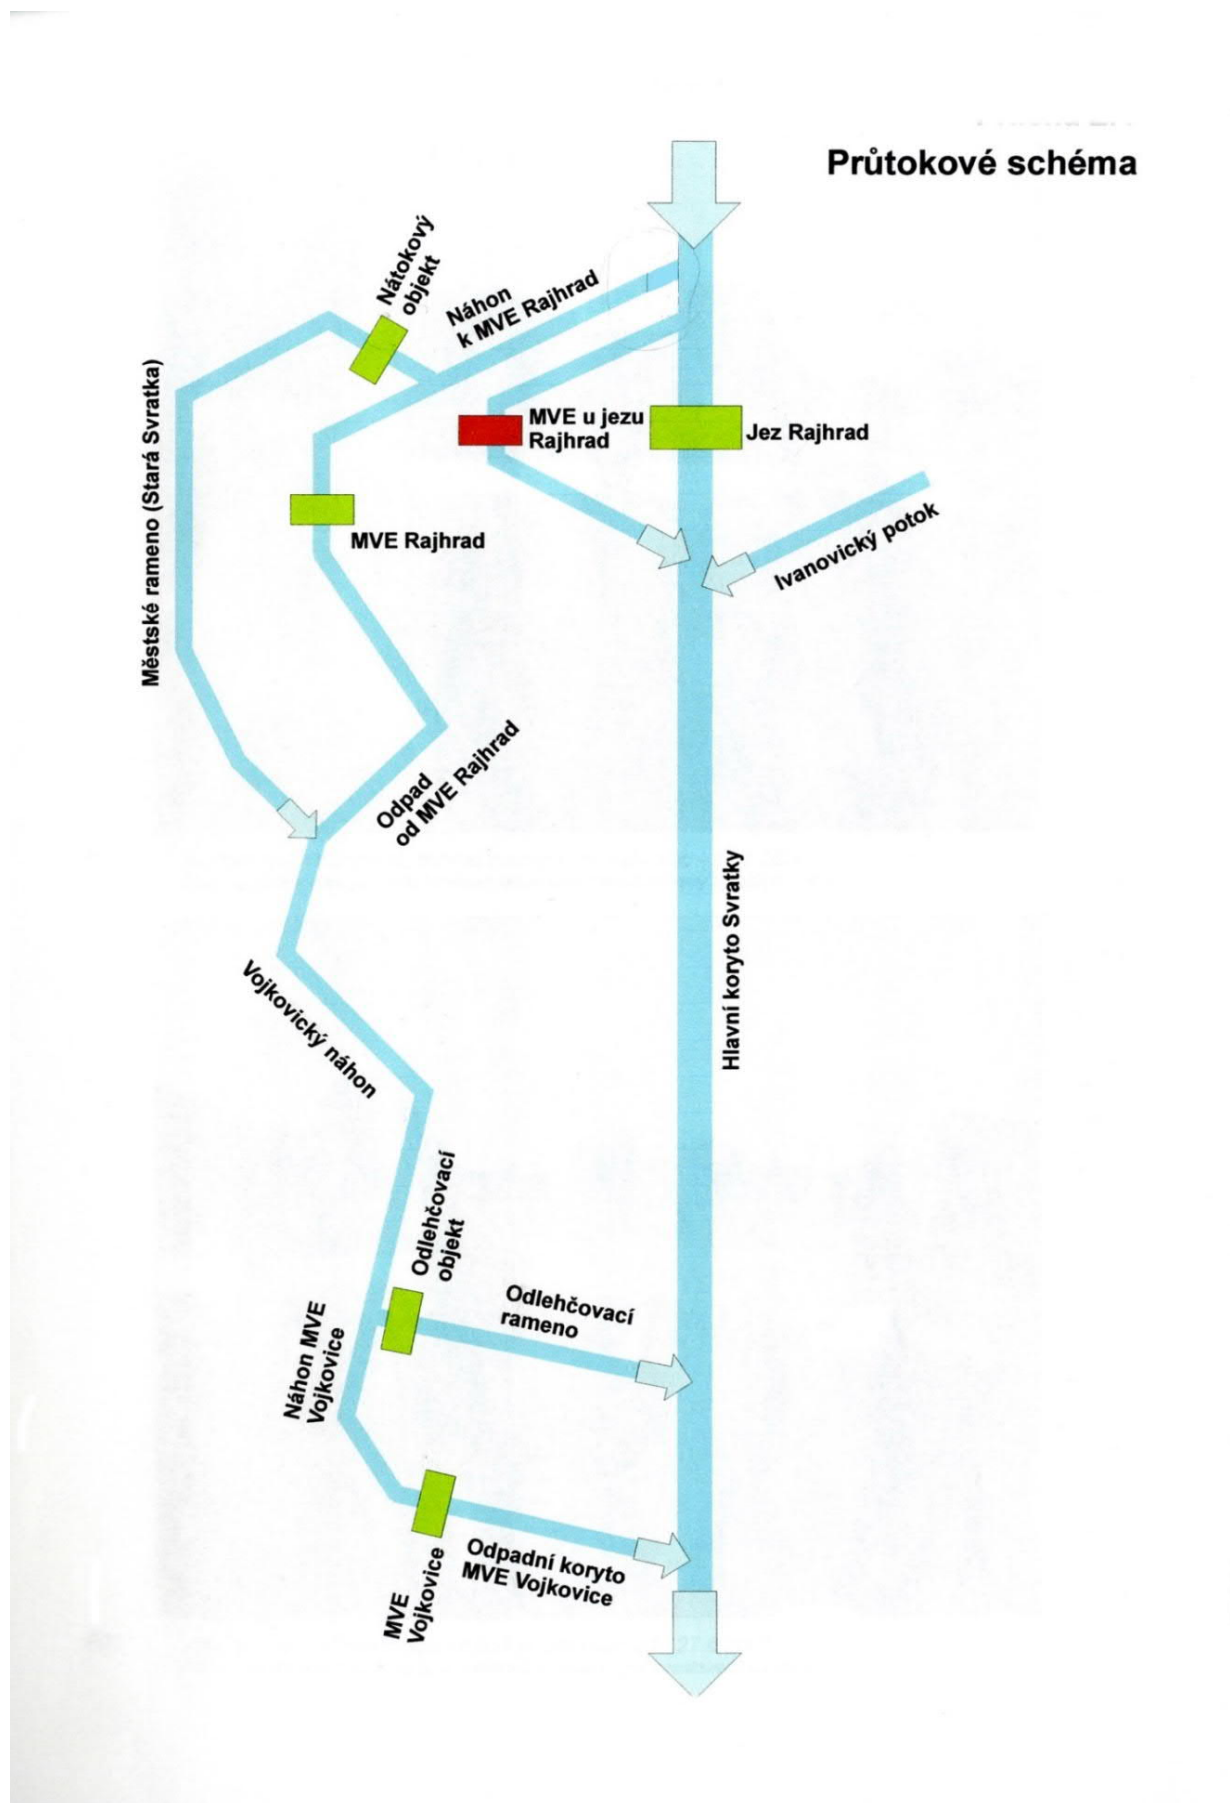 Průtokové schéma
Nátokový
objekt
Náhon
k MVE Rajhrad
Městské rameno (Stará Svratka)
MVE u jezu
Rajhrad
Jez Rajhrad
MVE Rajhrad
Ivanovický potok
Odpad
od MVE Rajhrad
Hlavní koryto Svratky
Vojkovický náhon
Odlehčovací
objekt
Odlehčovací
rameno
Náhon MVE
Vojkovice
MVE
Vojkovice
Odpadní koryto
MVE Vojkovice